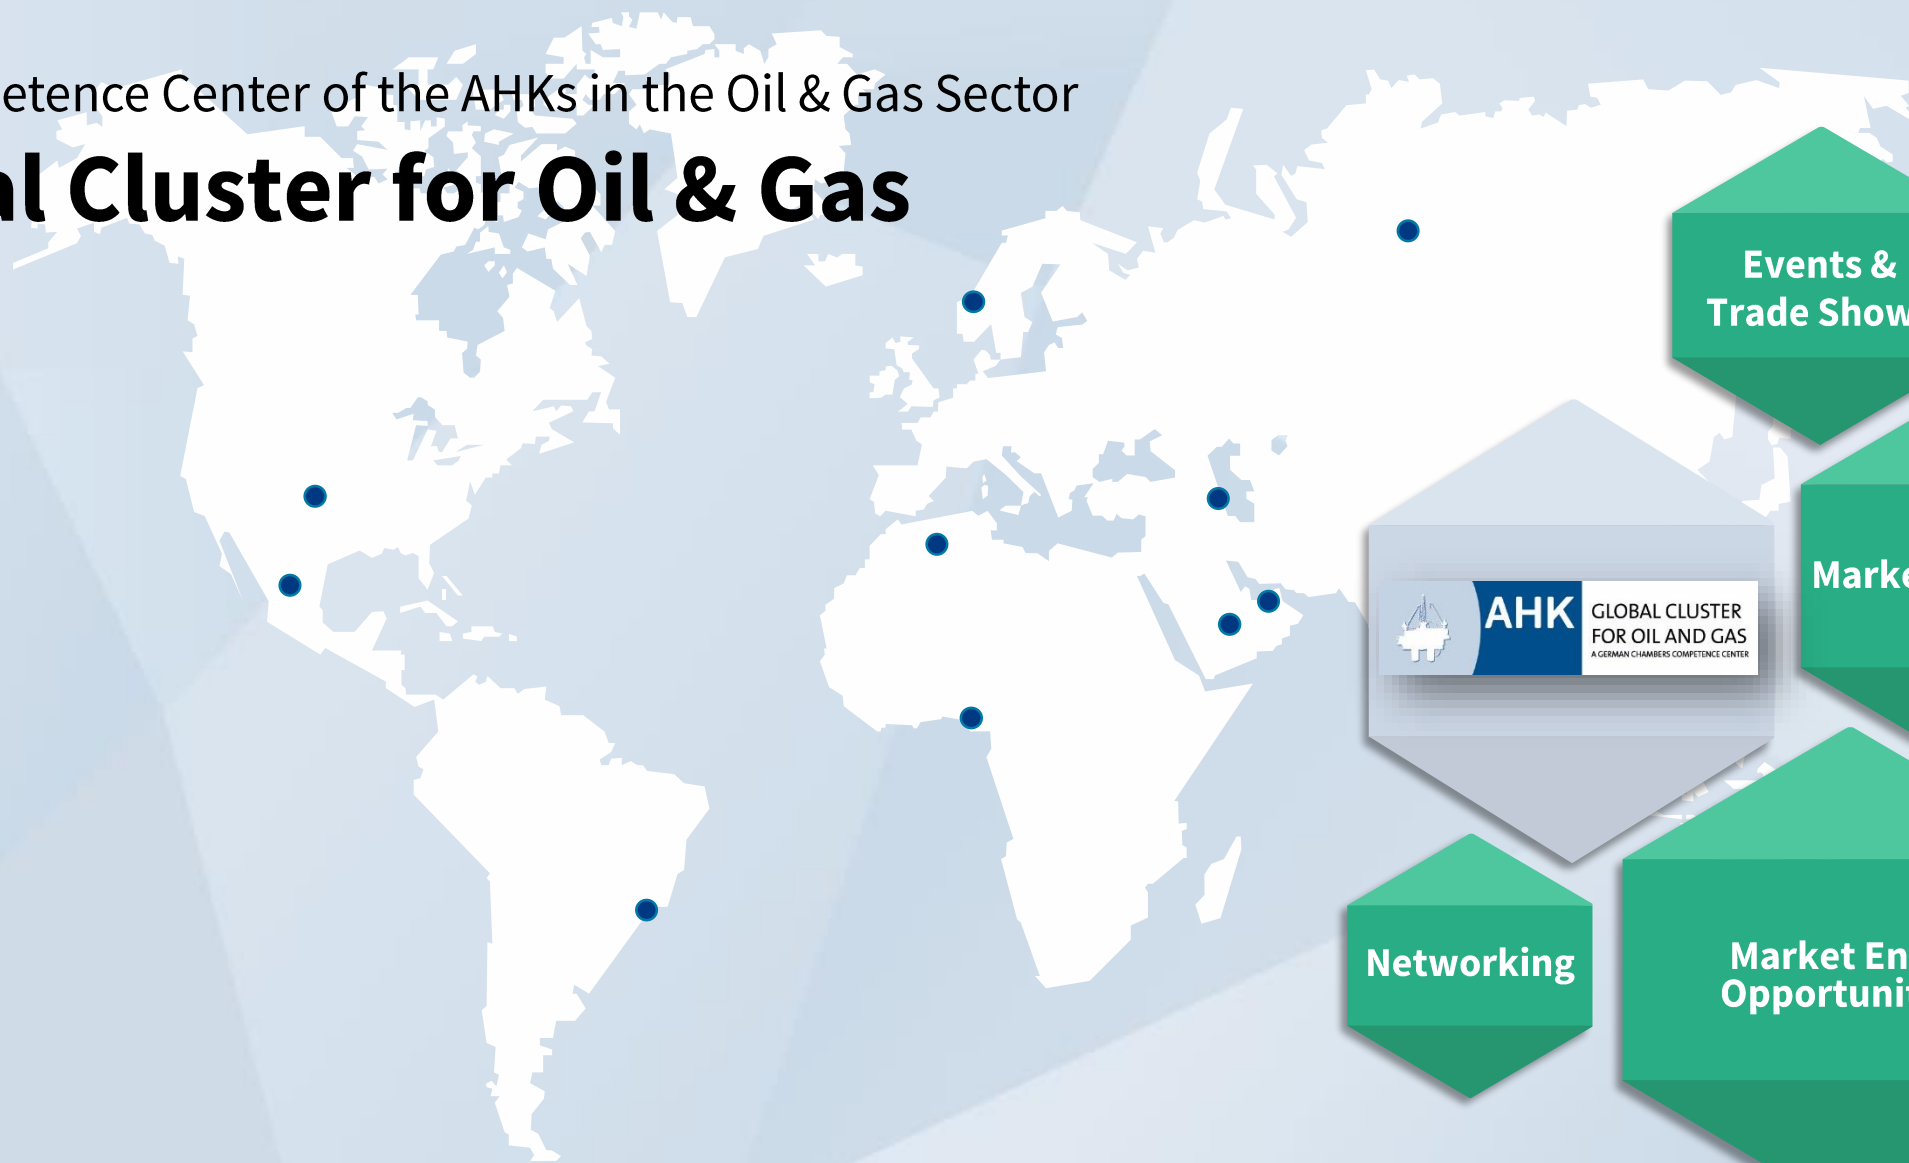 etence Center of the AHKs in the Oil & Gas Sector
al Cluster for Oil & Gas
Events &
Trade Show
Marke
AHK
GLOBAL CLUSTER
FOR OIL AND GAS
A GERMAN CHAMBERS COMPETENCE CENTER
Networking
Market En
Opportuni